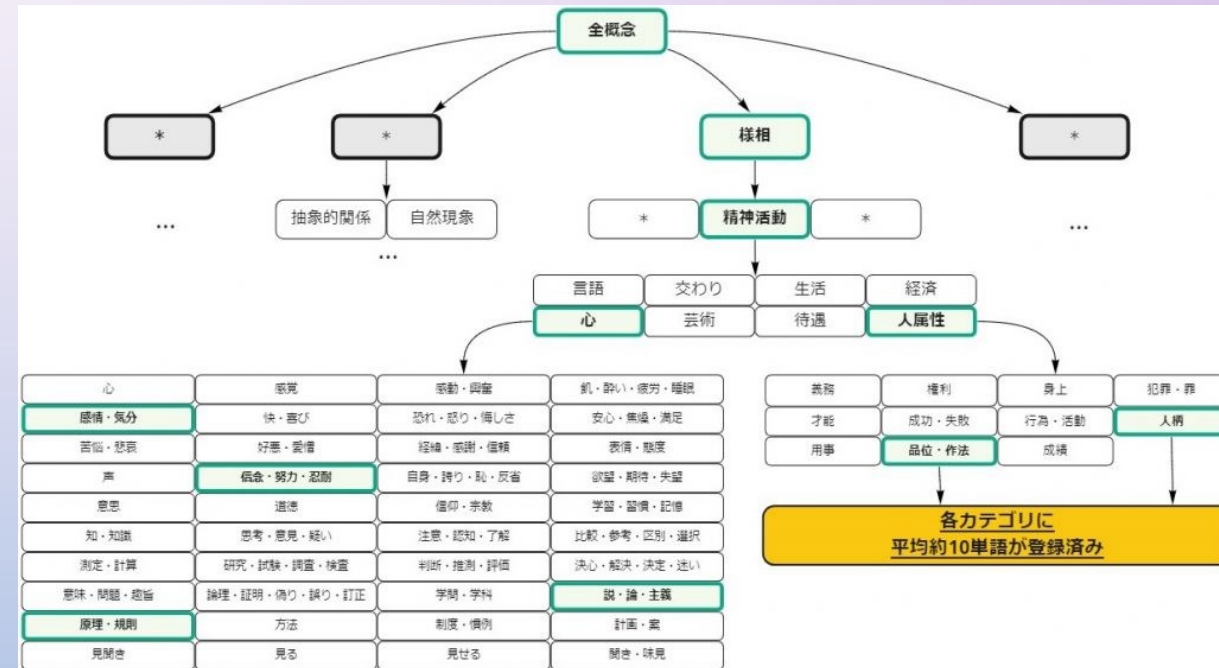 全概念
*
*
様相
*
...
抽象的関係 自然現象
...
*
精神活動
*
...
言語 交わり 生活 経済
心 芸術 待遇 人属性
心 感覚 感動・興奮 飢・酔い・疲労・睡眠
感情・気分 快・喜び 恐れ・怒り・悔しさ 安心・焦燥・満足
苦悩・悲哀 好悪・愛憎 表情・態度
声 信念・努力・忍耐 自身・誇り・恥・反省 欲望・期待・失望
意思 道徳 信仰・宗教 学習・習慣・記憶
知・知識 思考・意見・疑い 注意・認知・了解 比較・参考・区別・選択
測定・計算 研究・試験・調査・検査 判断・推測・評価 決心・解決・決定・迷い
意味・問題・趣旨 論理・証明・偽り・誤り・訂正 学問・学科 説・論・主義
原理・規則 方法 制度・慣例 計画・案
見聞き 見る 見せる 聞き・味見
義務 権利 身上 犯罪・罪
才能 成功・失敗 行為・活動 人柄
用事 品位・作法 成績
各カテゴリに
平均約10単語が登録済み